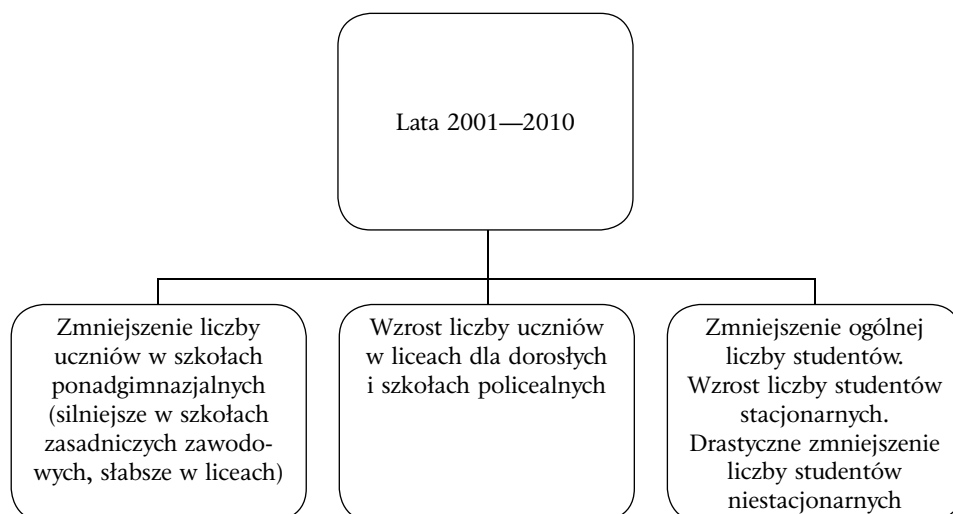 Lata 2001—2010
Zmniejszenie liczby
uczniów w szkołach
ponadgimnazjalnych
(silniejsze w szkołach
zasadniczych zawodo-
wych, słabsze w liceach)
Wzrost liczby uczniów
w liceach dla dorosłych
i szkołach policealnych
Zmniejszenie ogólnej
liczby studentów.
Wzrost liczby studentów
stacjonarnych.
Drastyczne zmniejszenie
liczby studentów
niestacjonarnych